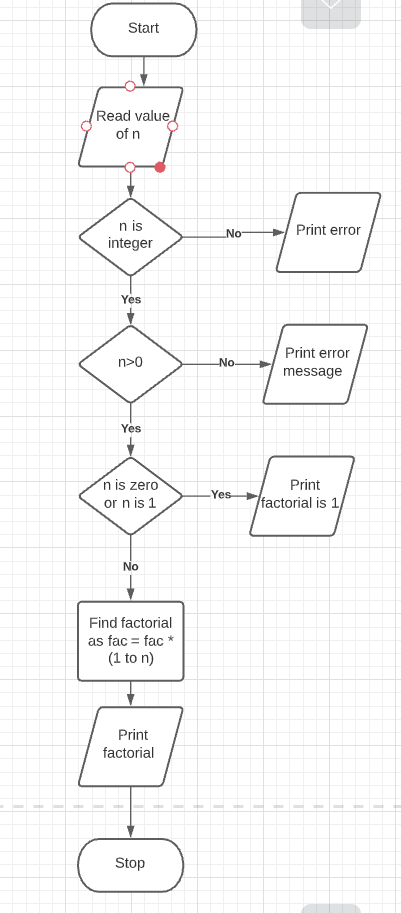 Start
Read value
of n
n is
integer
No
Print error
Yes
n>0
No
Print error
message
Yes
n is zero
or n is 1
Yes
Print
factorial is 1
No
Find factorial
as fac = fac *
(1 to n)
Print
factorial
Stop